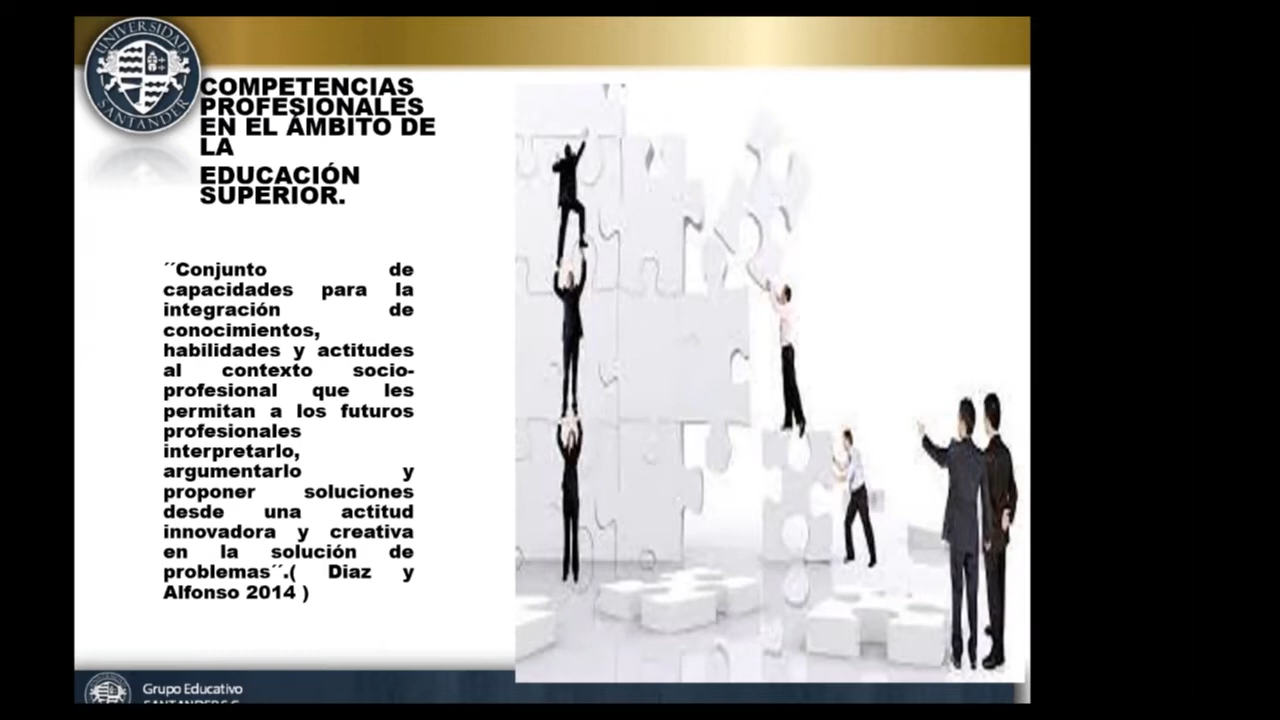 UNIVERSIDAD
SANTANDER
COMPETENCIAS
PROFESIONALES
EN EL ÁMBITO DE
LA
EDUCACIÓN
SUPERIOR.
´´Conjunto de
capacidades para la
integración de
conocimientos,
habilidades y actitudes
al contexto socio-
profesional que les
permitan a los futuros
profesionales
interpretarlo,
argumentarlo y
proponer soluciones
desde una actitud
innovadora y creativa
en la solución de
problemas´´.( Diaz y
Alfonso 2014 )
Grupo Educativo